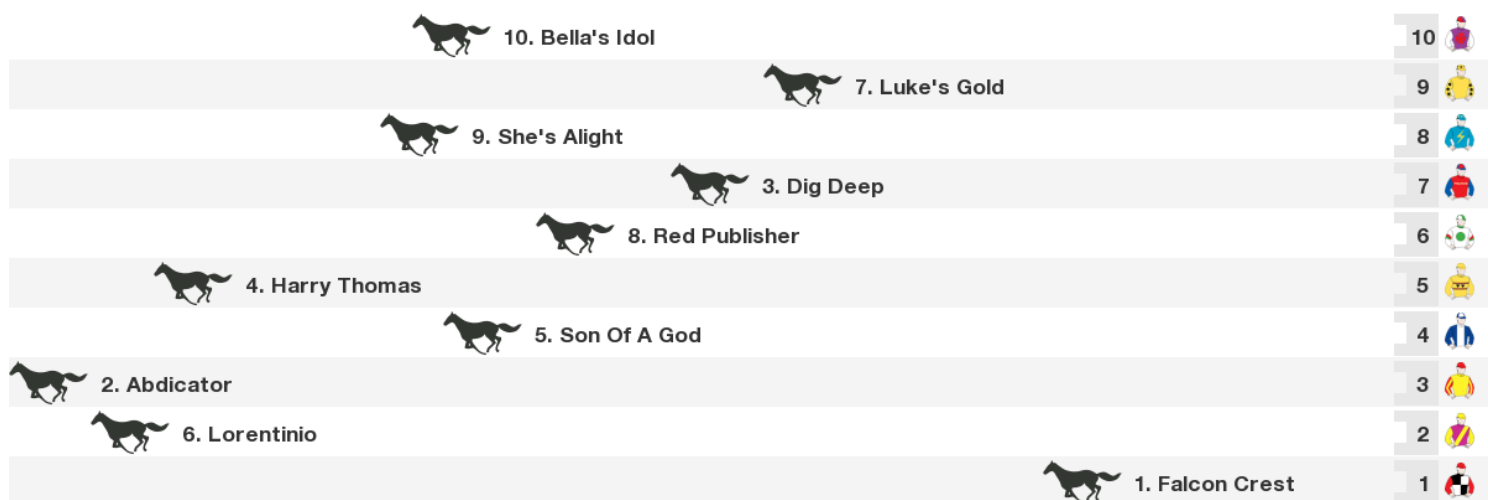 10. Bella's Idol 10
7. Luke's Gold 9
9. She's Alight 8
3. Dig Deep 7
8. Red Publisher 6
4. Harry Thomas 5
5. Son Of A God 4
2. Abdicator 3
6. Lorentinio 2
1. Falcon Crest 1